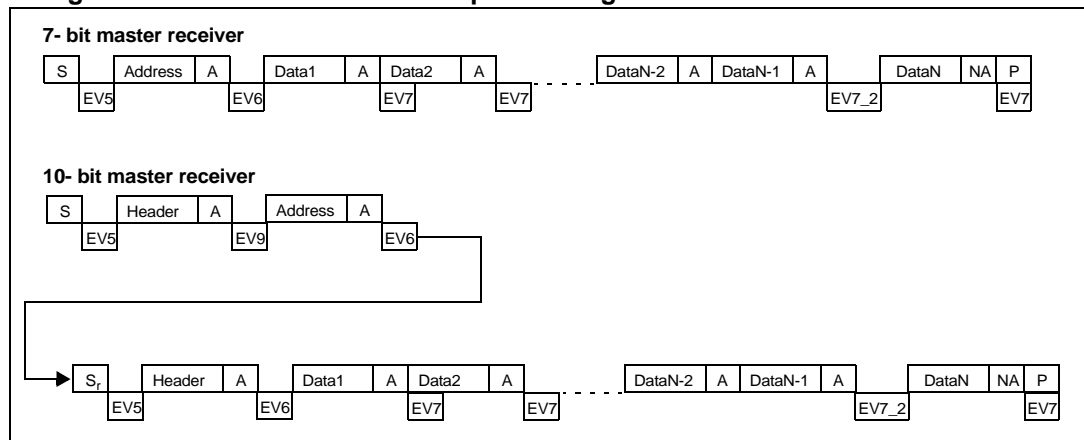 7- bit master receiver
S Address A Data1 A Data2 A DataN-2 A DataN-1 A DataN NA P
EV5 EV6 EV7 EV7 EV7_2 EV7
10- bit master receiver
S Header A Address A
EV5 EV9 EV6
Sr Header A Data1 A Data2 A DataN-2 A DataN-1 A DataN NA P
EV5 EV6 EV7 EV7 EV7_2 EV7